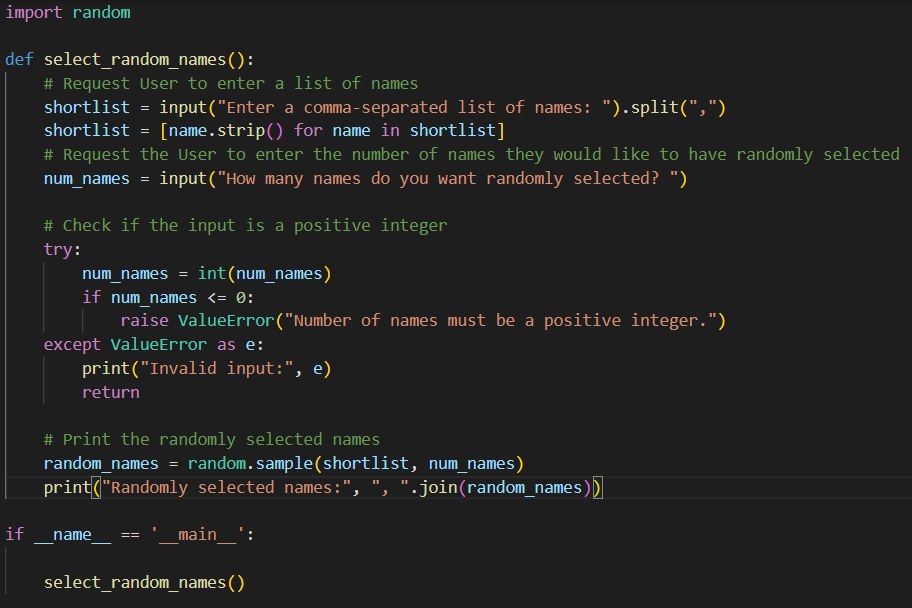 import random
def select_random_names():
    # Request User to enter a list of names
    shortlist = input("Enter a comma-separated list of names: ").split(",")
    shortlist = [name.strip() for name in shortlist]
    # Request the User to enter the number of names they would like to have randomly selected
    num_names = input("How many names do you want randomly selected? ")
    # Check if the input is a positive integer
    try:
        num_names = int(num_names)
        if num_names <= 0:
            raise ValueError("Number of names must be a positive integer.")
    except ValueError as e:
        print("Invalid input:", e)
        return
    # Print the randomly selected names
    random_names = random.sample(shortlist, num_names)
    print("Randomly selected names:", ", ".join(random_names))
if __name__ == '__main__':
    select_random_names()